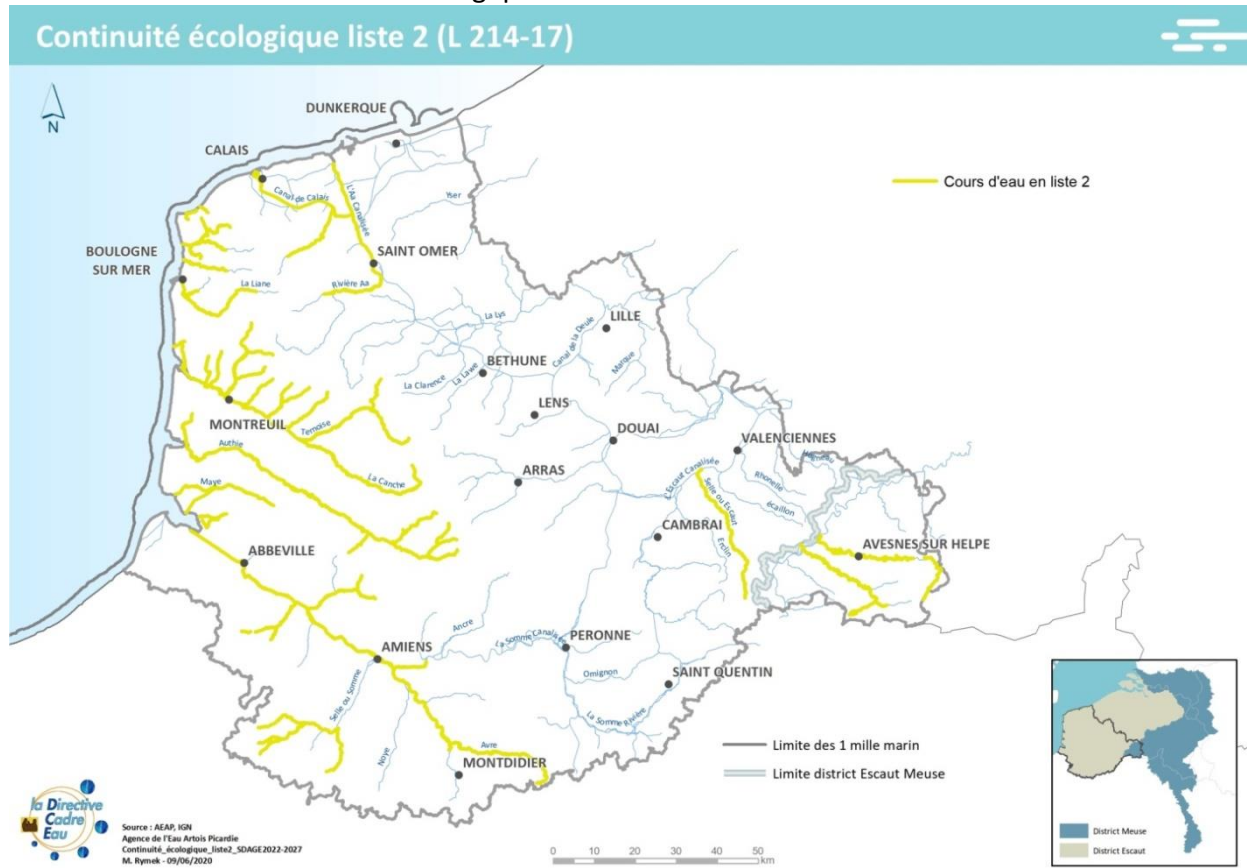 Continuité écologique liste 2 (L 214-17)
N
DUNKERQUE
CALAIS
Canus de Calais
L'Aa Canalisée
Yser
Cours d'eau en liste 2
BOULOGNE
SUR MER
SAINT OMER
La Liane
Rivière Aa
La Lys
LILLE
Canal de la Deule
Marque
BETHUNE
La Clarence
La Lawe
LENS
MONTREUIL
Ternoise
DOUAI
VALENCIENNES
Authie
La Canche
ARRAS
L'Escaut Canalisée
Selle ou Escaut
Rhonelle
écaillon
Maye
CAMBRAI
Erclin
AVESNES SUR HELPE
ABBEVILLE
Ancre
La Somme Canalisée
PERONNE
AMIENS
Omignon
SAINT QUENTIN
Selle ou Somme
La Somme Rivière
Noye
Avre
MONTDIDIER
Limite des 1 mille marin
Limite district Escaut Meuse
District Meuse
District Escaut
la Directive
Cadre
Eau
Source : AEAP, IGN
Agence de l'Eau Artois Picardie
Continuité_écologique_liste2_SDAGE2022-2027
M. Rymek - 09/06/2020
0 10 20 30 40 50
km